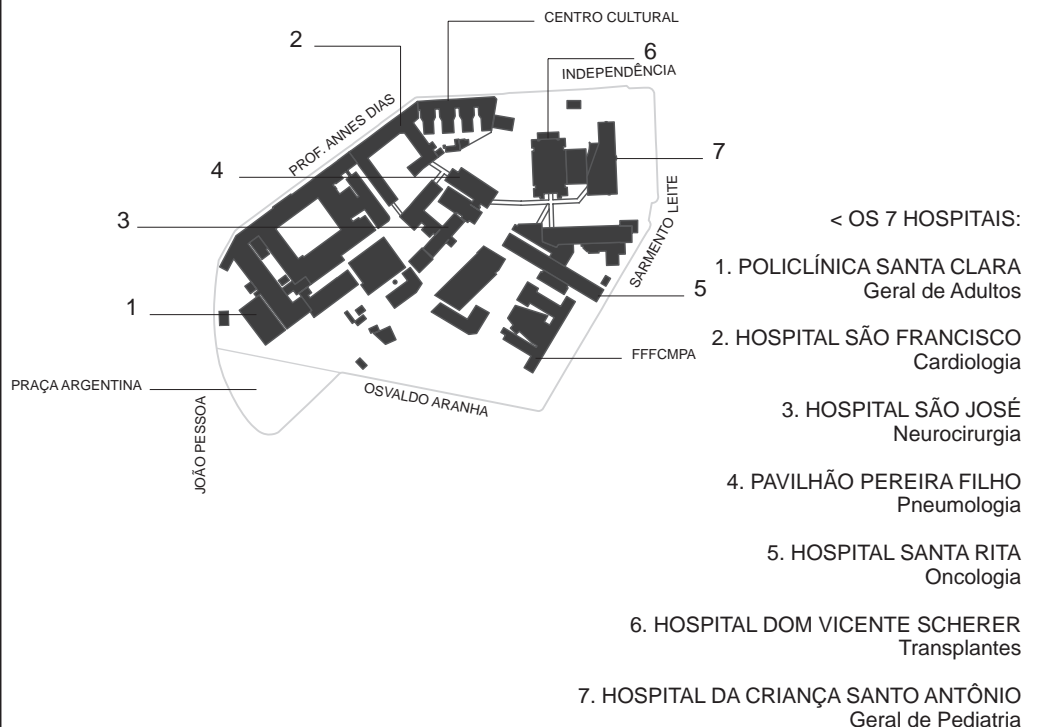 CENTRO CULTURAL
2
6
INDEPENDÊNCIA
PROF. ANNES DIAS
7
4
SARMENTO LEITE
3
5
1
FFFCMPA
PRAÇA ARGENTINA
OSVALDO ARANHA
JOÃO PESSOA
< OS 7 HOSPITAIS:
1. POLICLÍNICA SANTA CLARA
Geral de Adultos
2. HOSPITAL SÃO FRANCISCO
Cardiologia
3. HOSPITAL SÃO JOSÉ
Neurocirurgia
4. PAVILHÃO PEREIRA FILHO
Pneumologia
5. HOSPITAL SANTA RITA
Oncologia
6. HOSPITAL DOM VICENTE SCHERER
Transplantes
7. HOSPITAL DA CRIANÇA SANTO ANTÔNIO
Geral de Pediatria